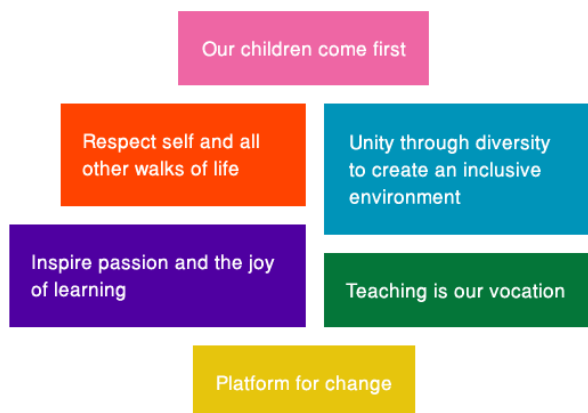 Our children come first
Respect self and all
other walks of life
Unity through diversity
to create an inclusive
environment
Inspire passion and the joy
of learning
Teaching is our vocation
Platform for change